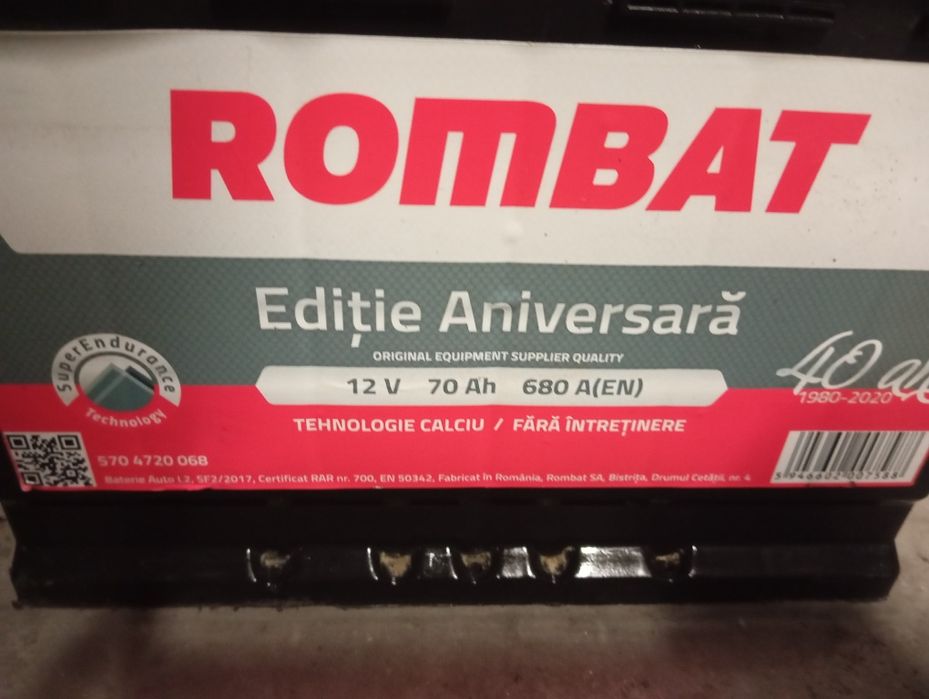 ROMBAT
Ediție Aniversară
ORIGINAL EQUIPMENT SUPPLIER QUALITY
12 V 70 Ah 680 A(EN)
SuperEndurance
Technology
40
1980-2020
TEHNOLOGIE CALCIU / FĂRĂ ÎNTREȚINERE
570 4720 068
Baterie Auto L2, SF2/2017, Certificat RAR nr. 700, EN 50342, Fabricat în România, Rombat SA, Bistrița, Drumul Cetății, nr. 4